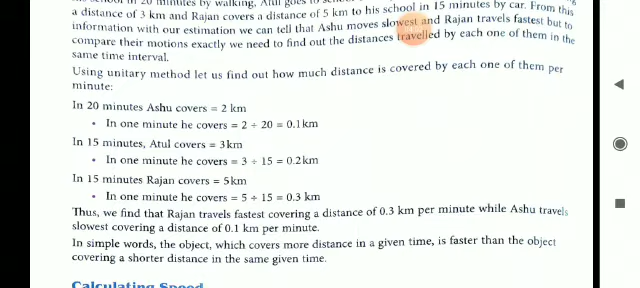 in 20 minutes by walking, Atul goes to
a distance of 3 km and Rajan covers a distance of 5 km to his school in 15 minutes by car. From this
information with our estimation we can tell that Ashu moves slowest and Rajan travels fastest but to
compare their motions exactly we need to find out the distances travelled by each one of them in the
same time interval.
Using unitary method let us find out how much distance is covered by each one of them per
minute:
In 20 minutes Ashu covers = 2 km
• In one minute he covers = 2 ÷ 20 = 0.1 km
In 15 minutes, Atul covers = 3 km
• In one minute he covers = 3 ÷ 15 = 0.2 km
In 15 minutes Rajan covers = 5 km
• In one minute he covers = 5 ÷ 15 = 0.3 km
Thus, we find that Rajan travels fastest covering a distance of 0.3 km per minute while Ashu travels
slowest covering a distance of 0.1 km per minute.
In simple words, the object, which covers more distance in a given time, is faster than the object
covering a shorter distance in the same given time.
Calculating Speed